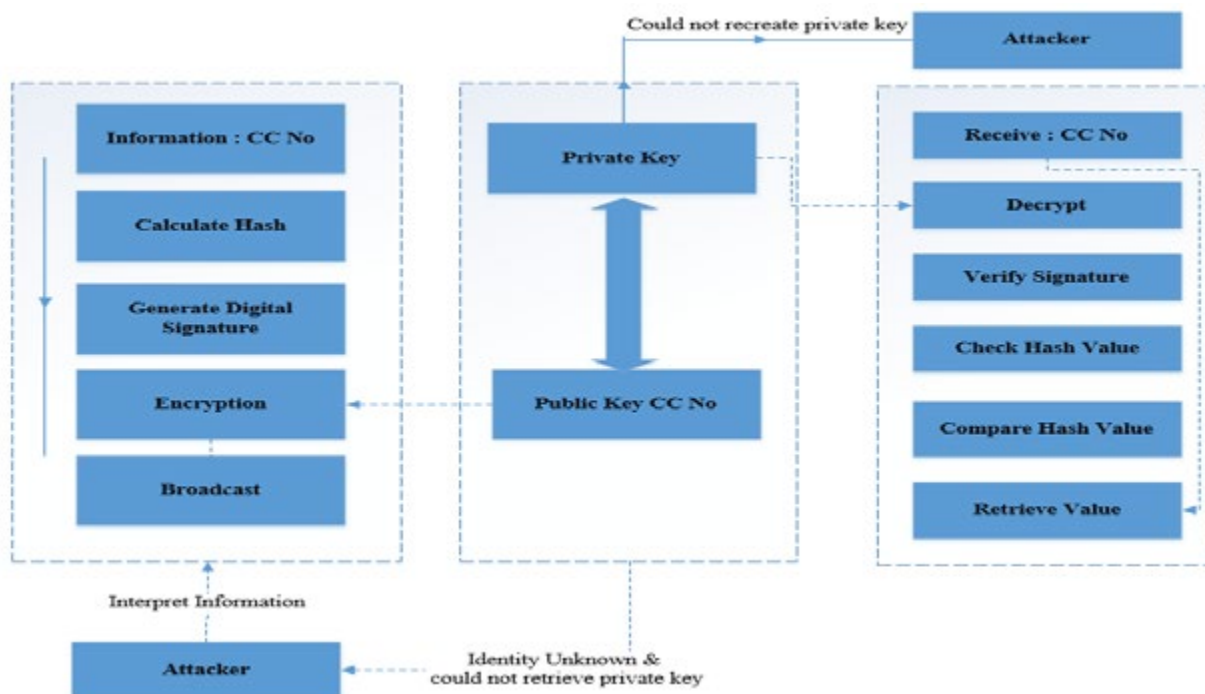 Could not recreate private key
Attacker
Information : CC No
Calculate Hash
Generate Digital
Signature
Encryption
Broadcast
Private Key
Public Key CC No
Receive : CC No
Decrypt
Verify Signature
Check Hash Value
Compare Hash Value
Retrieve Value
Interpret Information
Attacker
Identity Unknown &
could not retrieve private key